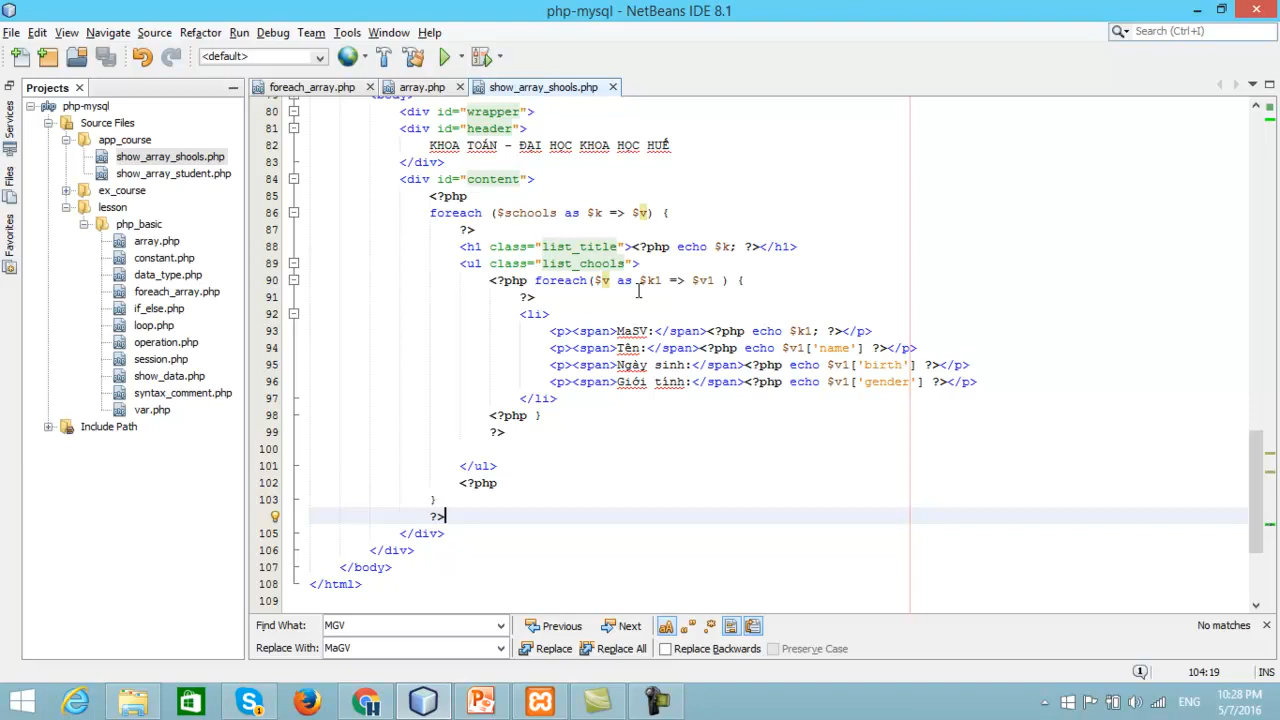 php-mysql - NetBeans IDE 8.1
File Edit View Navigate Source Refactor Run Debug Team Tools Window Help
Search (Ctrl+I)
<default>
Projects
foreach_array.php
array.php
show_array_shools.php
php-mysql
Source Files
app_course
show_array_shools.php
show_array_student.php
ex_course
lesson
php_basic
array.php
constant.php
data_type.php
foreach_array.php
if_else.php
loop.php
operation.php
session.php
show_data.php
syntax_comment.php
var.php
Include Path
Services
Files
Favorites
80 <div id="wrapper">
81 <div id="header">
82 KHOA TOÁN - ĐẠI HỌC KHOA HỌC HUẾ
83 </div>
84 <div id="content">
85 <?php
86 foreach ($schools as $k => $v) {
87 ?>
88 <h1 class="list_title"><?php echo $k; ?></h1>
89 <ul class="list_chools">
90 <?php foreach($v as $k1 => $v1 ) {
91 ?>
92 <li>
93 <p><span>MaSV:</span><?php echo $k1; ?></p>
94 <p><span>Tên:</span><?php echo $v1['name'] ?></p>
95 <p><span>Ngày sinh:</span><?php echo $v1['birth'] ?></p>
96 <p><span>Giới tính:</span><?php echo $v1['gender'] ?></p>
97 </li>
98 <?php }
99 ?>
100
101 </ul>
102 <?php
103 }
?>
105 </div>
106 </div>
107 </body>
108 </html>
109
Find What: MGV Previous Next No matches
Replace With: MaGV Replace Replace All Replace Backwards Preserve Case
104:19 INS
ENG
10:28 PM
5/7/2016